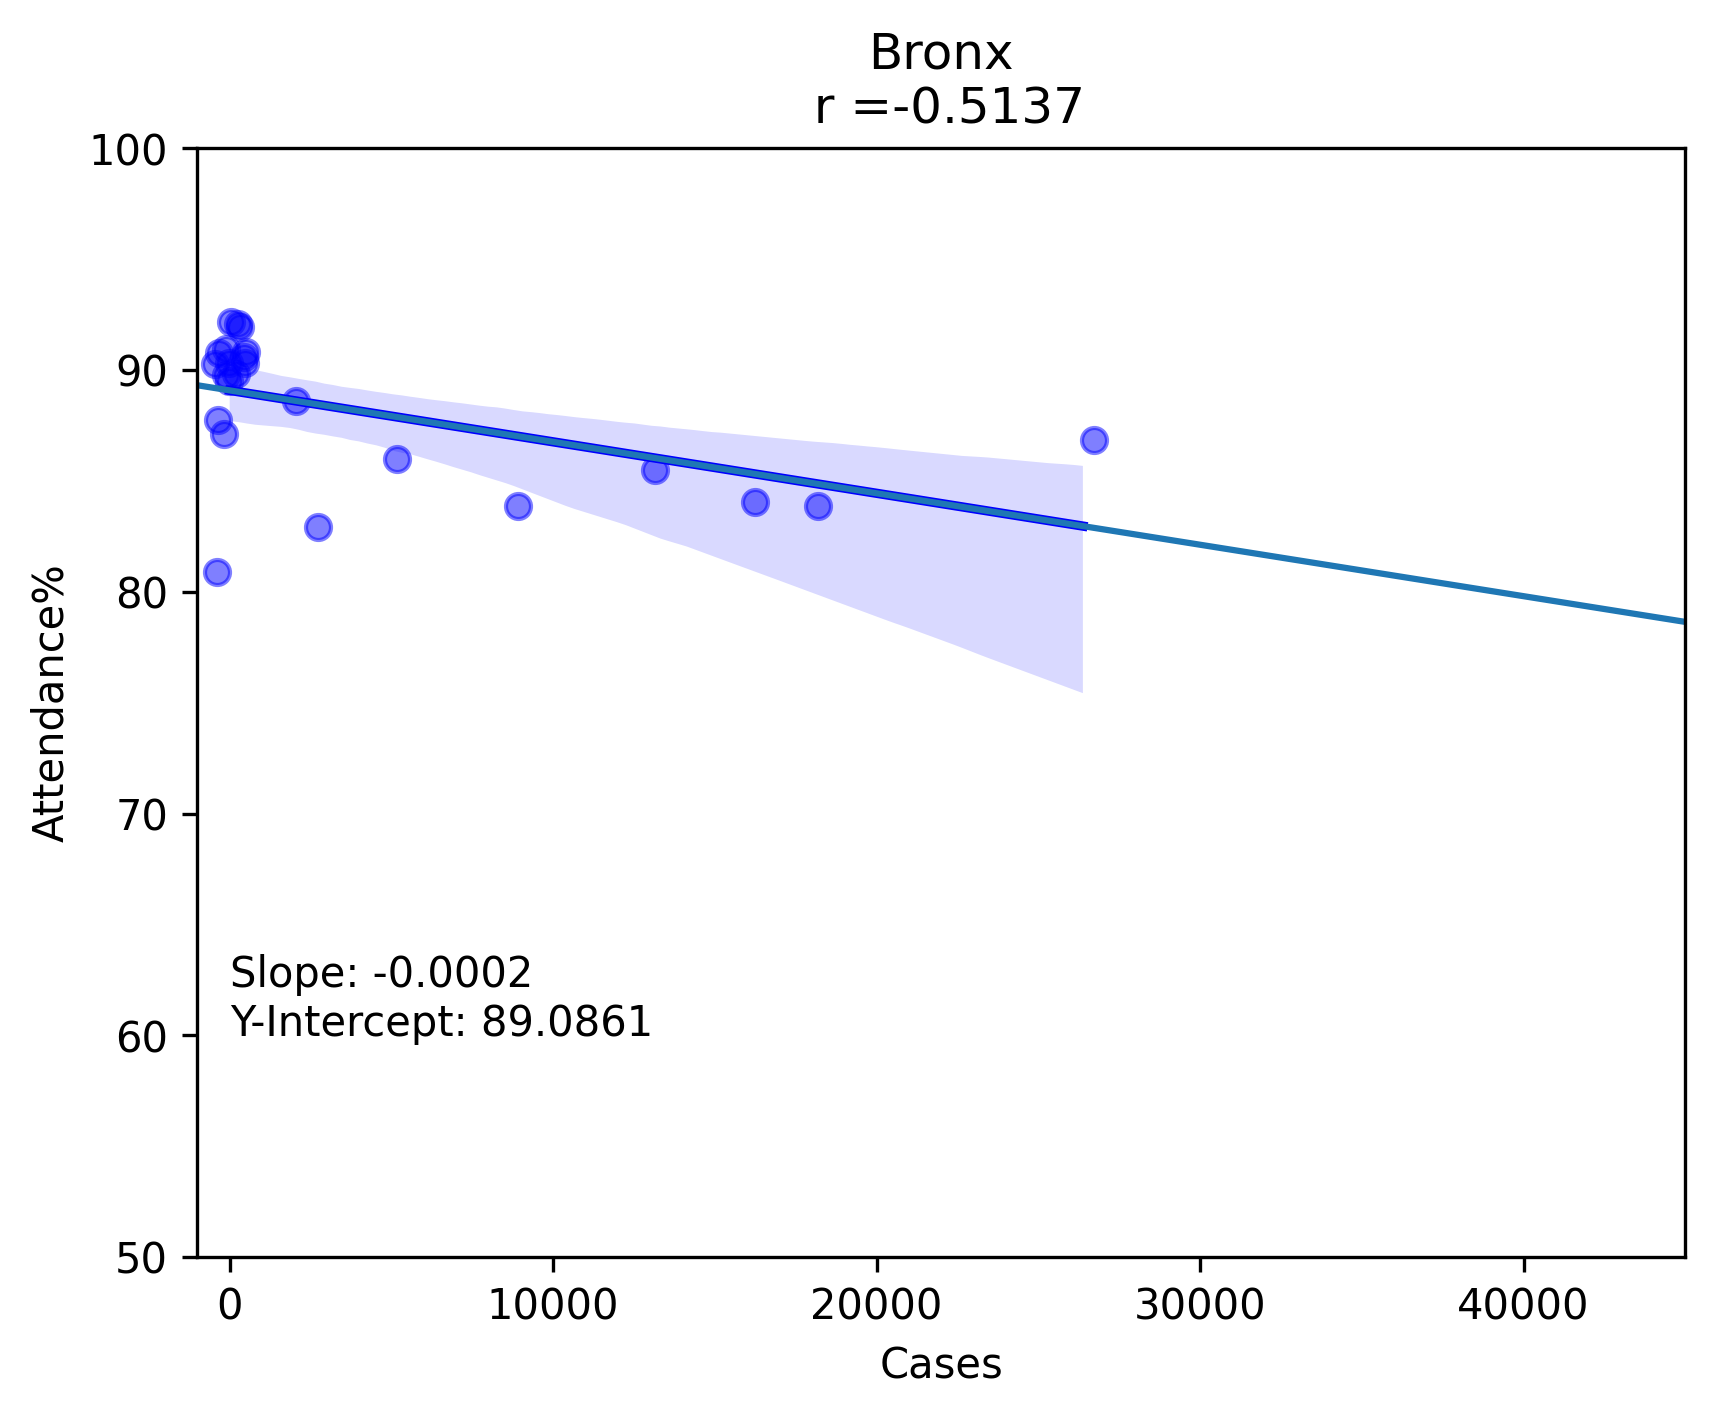 Bronx
r =-0.5137
100
90
80
70
60
50
Attendance%
Slope: -0.0002
Y-Intercept: 89.0861
0 10000 20000 30000 40000
Cases